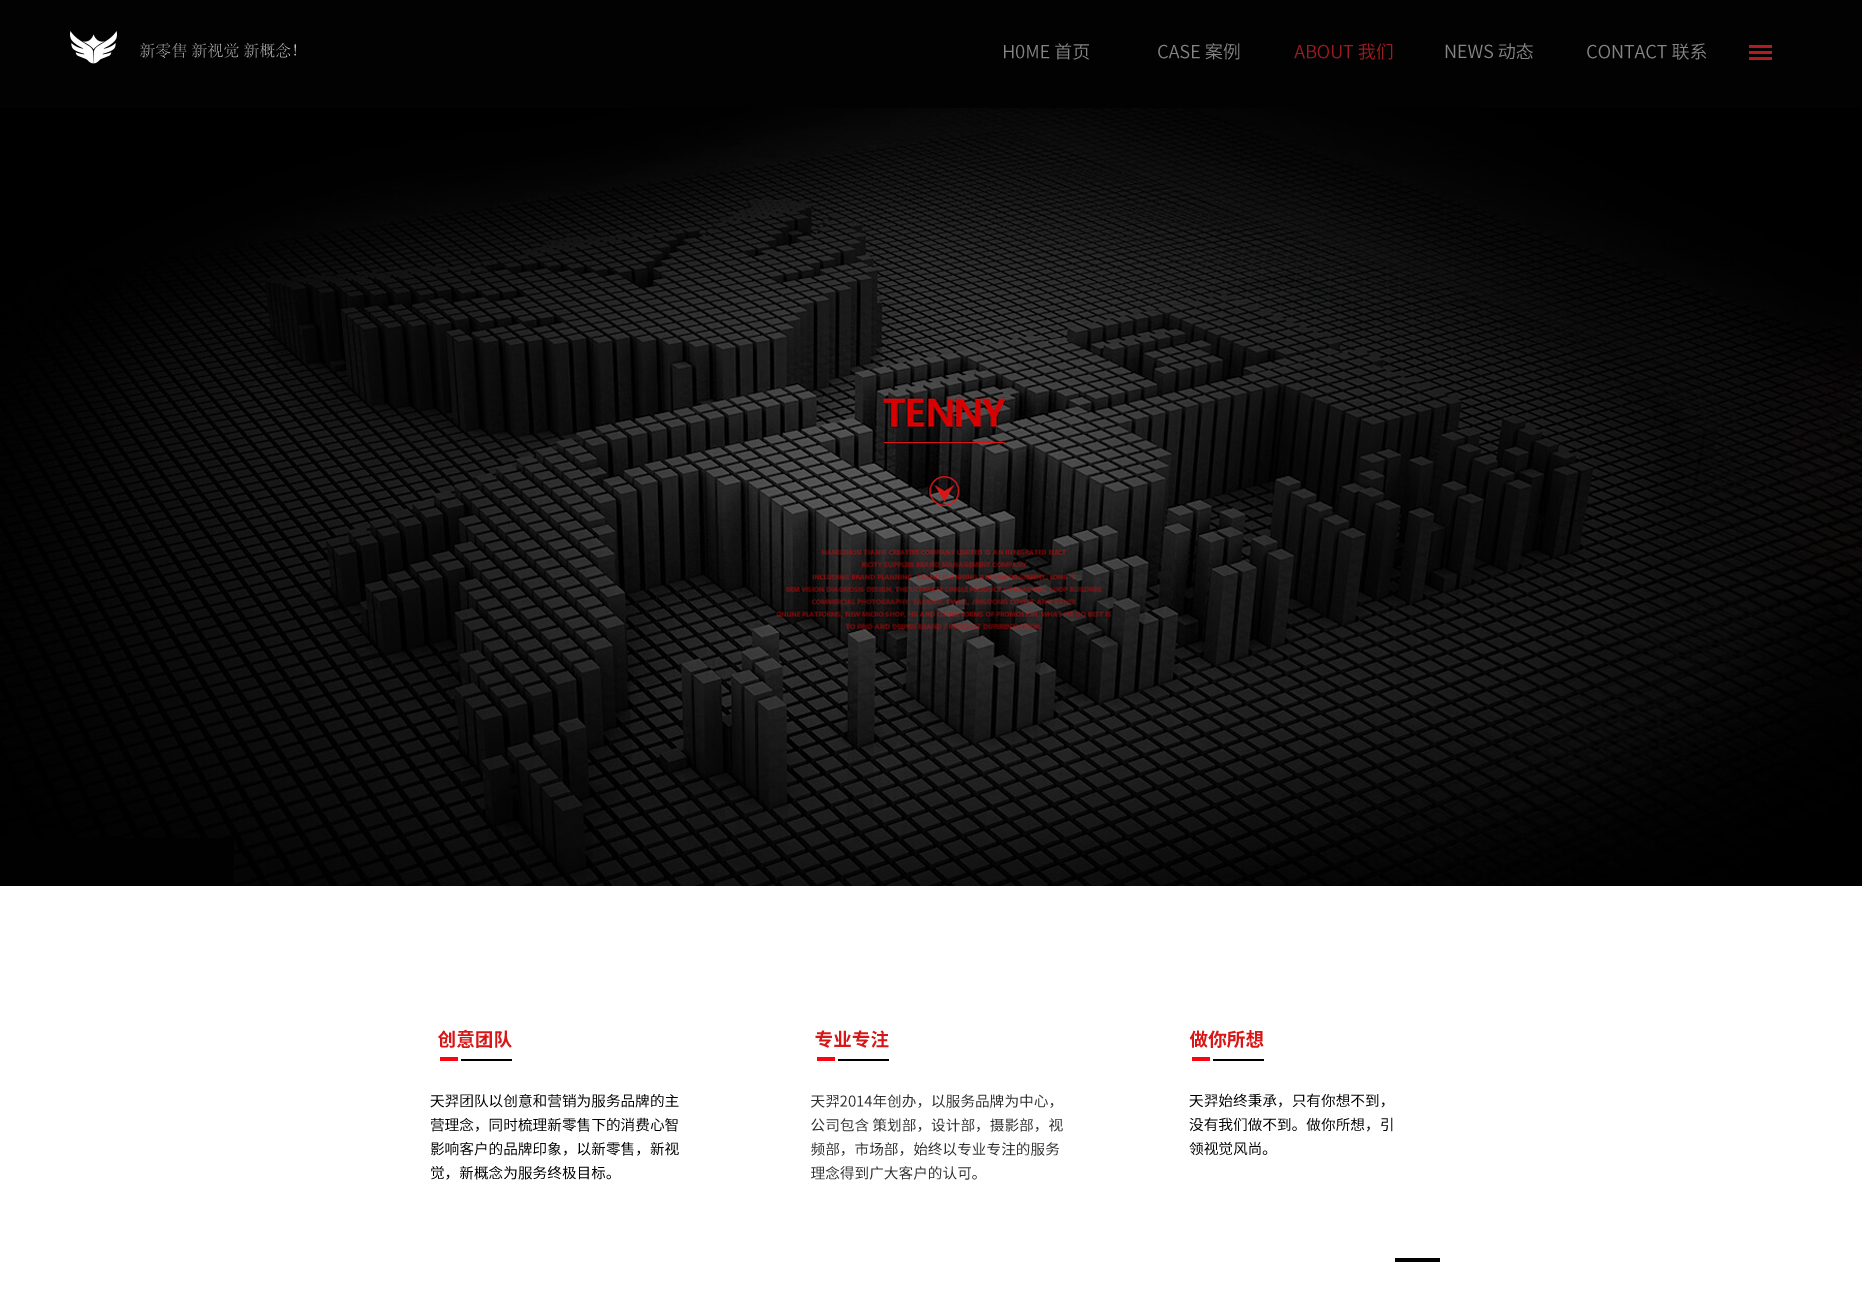 新零售 新视觉 新概念！
H0ME 首页
CASE 案例
ABOUT 我们
NEWS 动态
CONTACT 联系
TENNY
创意团队
天羿团队以创意和营销为服务品牌的主
营理念，同时梳理新零售下的消费心智
影响客户的品牌印象，以新零售，新视
觉，新概念为服务终极目标。
专业专注
天羿2014年创办，以服务品牌为中心，
公司包含 策划部，设计部，摄影部，视
频部，市场部，始终以专业专注的服务
理念得到广大客户的认可。
做你所想
天羿始终秉承，只有你想不到，
没有我们做不到。做你所想，引
领视觉风尚。